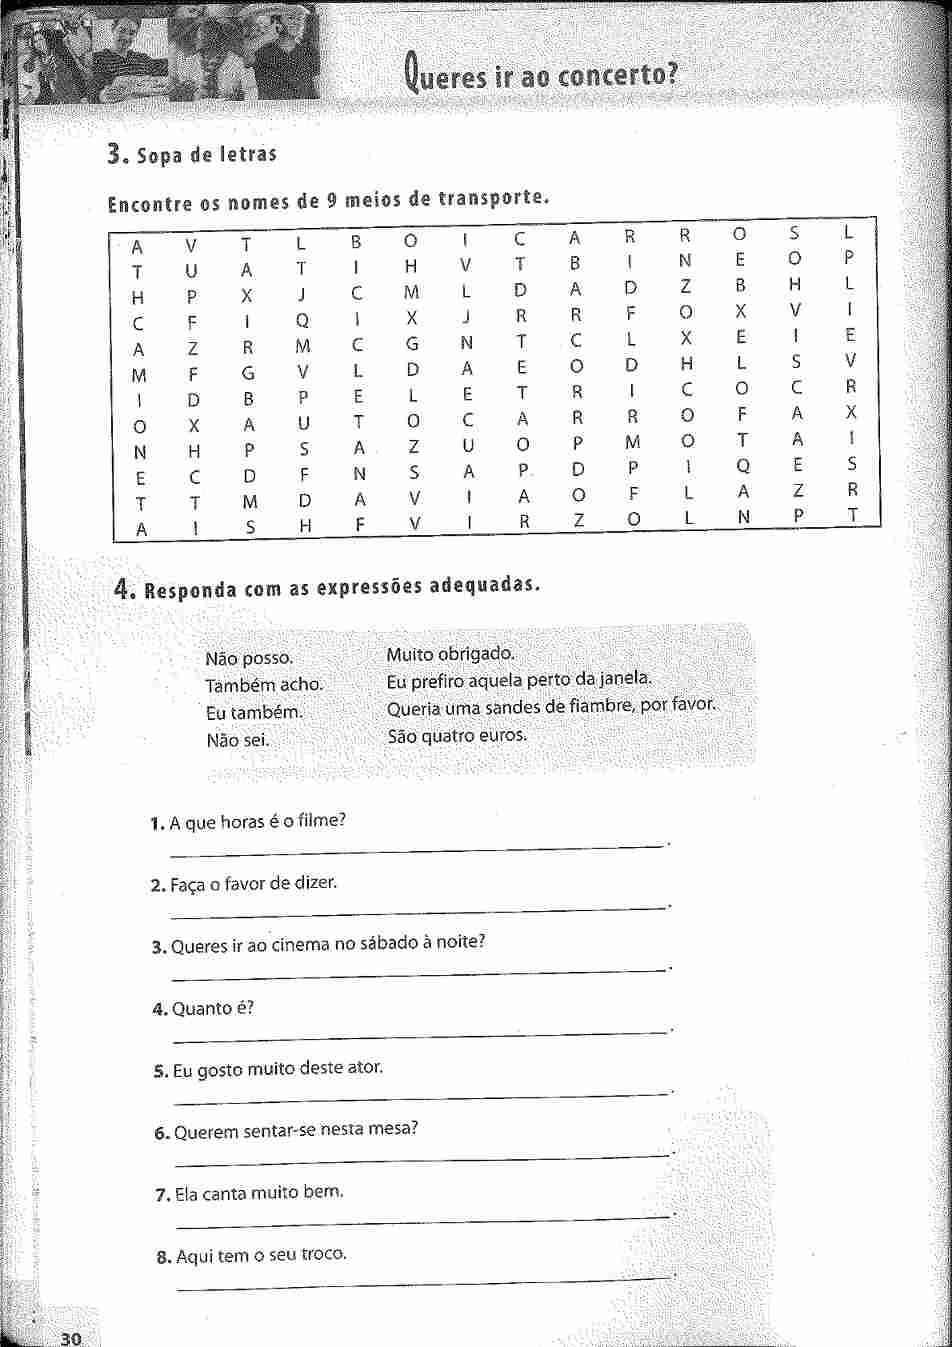 Queres ir ao concerto?
3. Sopa de letras
Encontre os nomes de 9 meios de transporte.
A V T L B O I C A R R O S L
T U A T I H V T B I N E O P
H P X J C M L D A D Z B H L
C F I Q I X J R R F O X V I
A Z R M C G N T C L X E I E
M F G V L D A E O D H L S V
I D B P E L E T R I C O C R
O X A U T O C A R R O F A X
N H P S A Z U O P M O T A I
E C D F N S A P D P I Q E S
T T M D A V I A O F L A Z R
A I S H F V I R Z O L N P T
4. Responda com as expressões adequadas.
Não posso. Muito obrigado.
Também acho. Eu prefiro aquela perto da janela.
Eu também. Queria uma sandes de fiambre, por favor.
Não sei. São quatro euros.
1. A que horas é o filme?
2. Faça o favor de dizer.
3. Queres ir ao cinema no sábado à noite?
4. Quanto é?
5. Eu gosto muito deste ator.
6. Querem sentar-se nesta mesa?
7. Ela canta muito bem.
8. Aqui tem o seu troco.
30